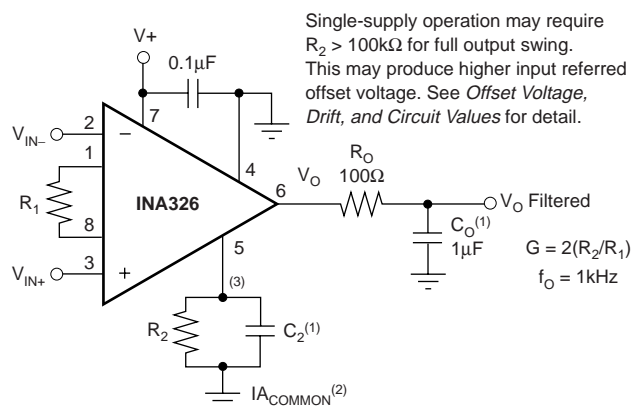 Single-supply operation may require
R2 > 100kΩ for full output swing.
This may produce higher input referred
offset voltage. See Offset Voltage,
Drift, and Circuit Values for detail.
V+
0.1µF
7
VIN–
2
–
1
4
R1
INA326
6
VO
RO
100Ω
VO Filtered
8
5
CO(1)
1µF
G = 2(R2/R1)
fO = 1kHz
VIN+
3
+
(3)
R2
C2(1)
IACOMMON(2)